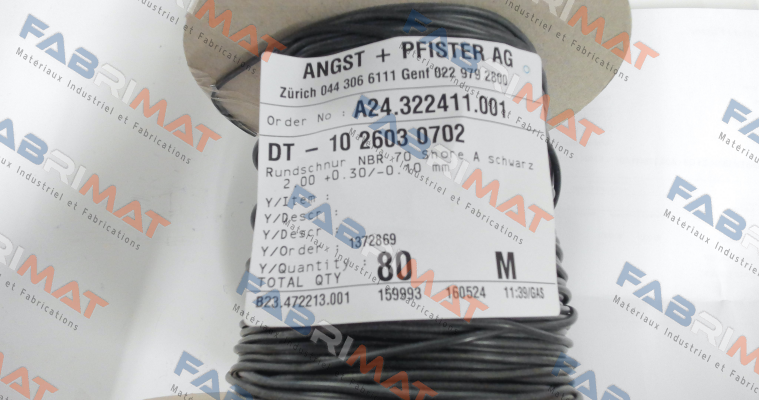 ANGST + PFISTER AG
Zürich 044 306 6111 Genf 022 979 2800
Order No : A24.322411.001
DT - 10 2603 0702
Rundschnur NBR 70 Shore A schwarz
2.00 +0.30/-0.10 mm
Y/Item :
Y/Descr :
Y/Descr
Y/Order : 1372869
Y/Quantity :
TOTAL QTY 80 M
B23.472213.001 159993 160524 11:39/GAS
FABRIMAT
Matériaux Industriel et Fabrications